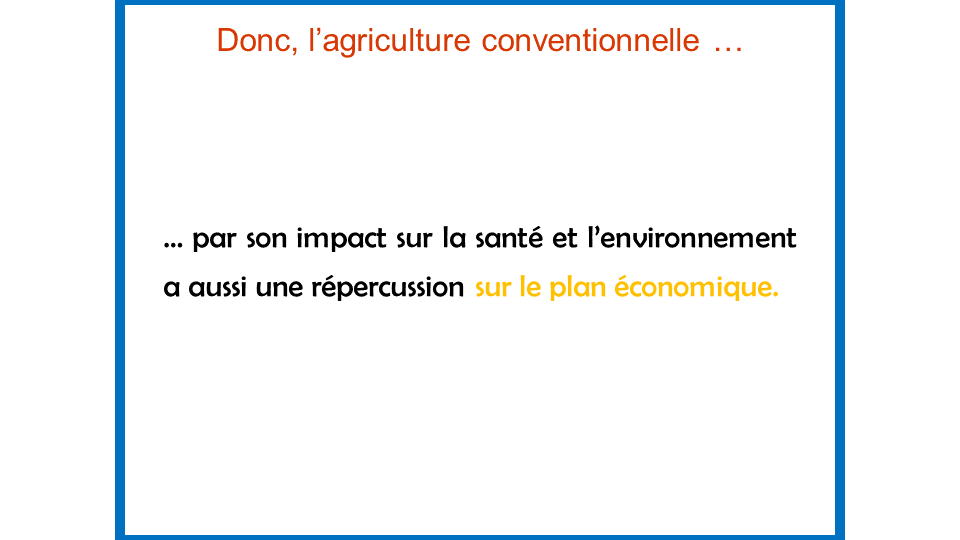 Donc, l’agriculture conventionnelle …
... par son impact sur la santé et l’environnement
a aussi une répercussion sur le plan économique.